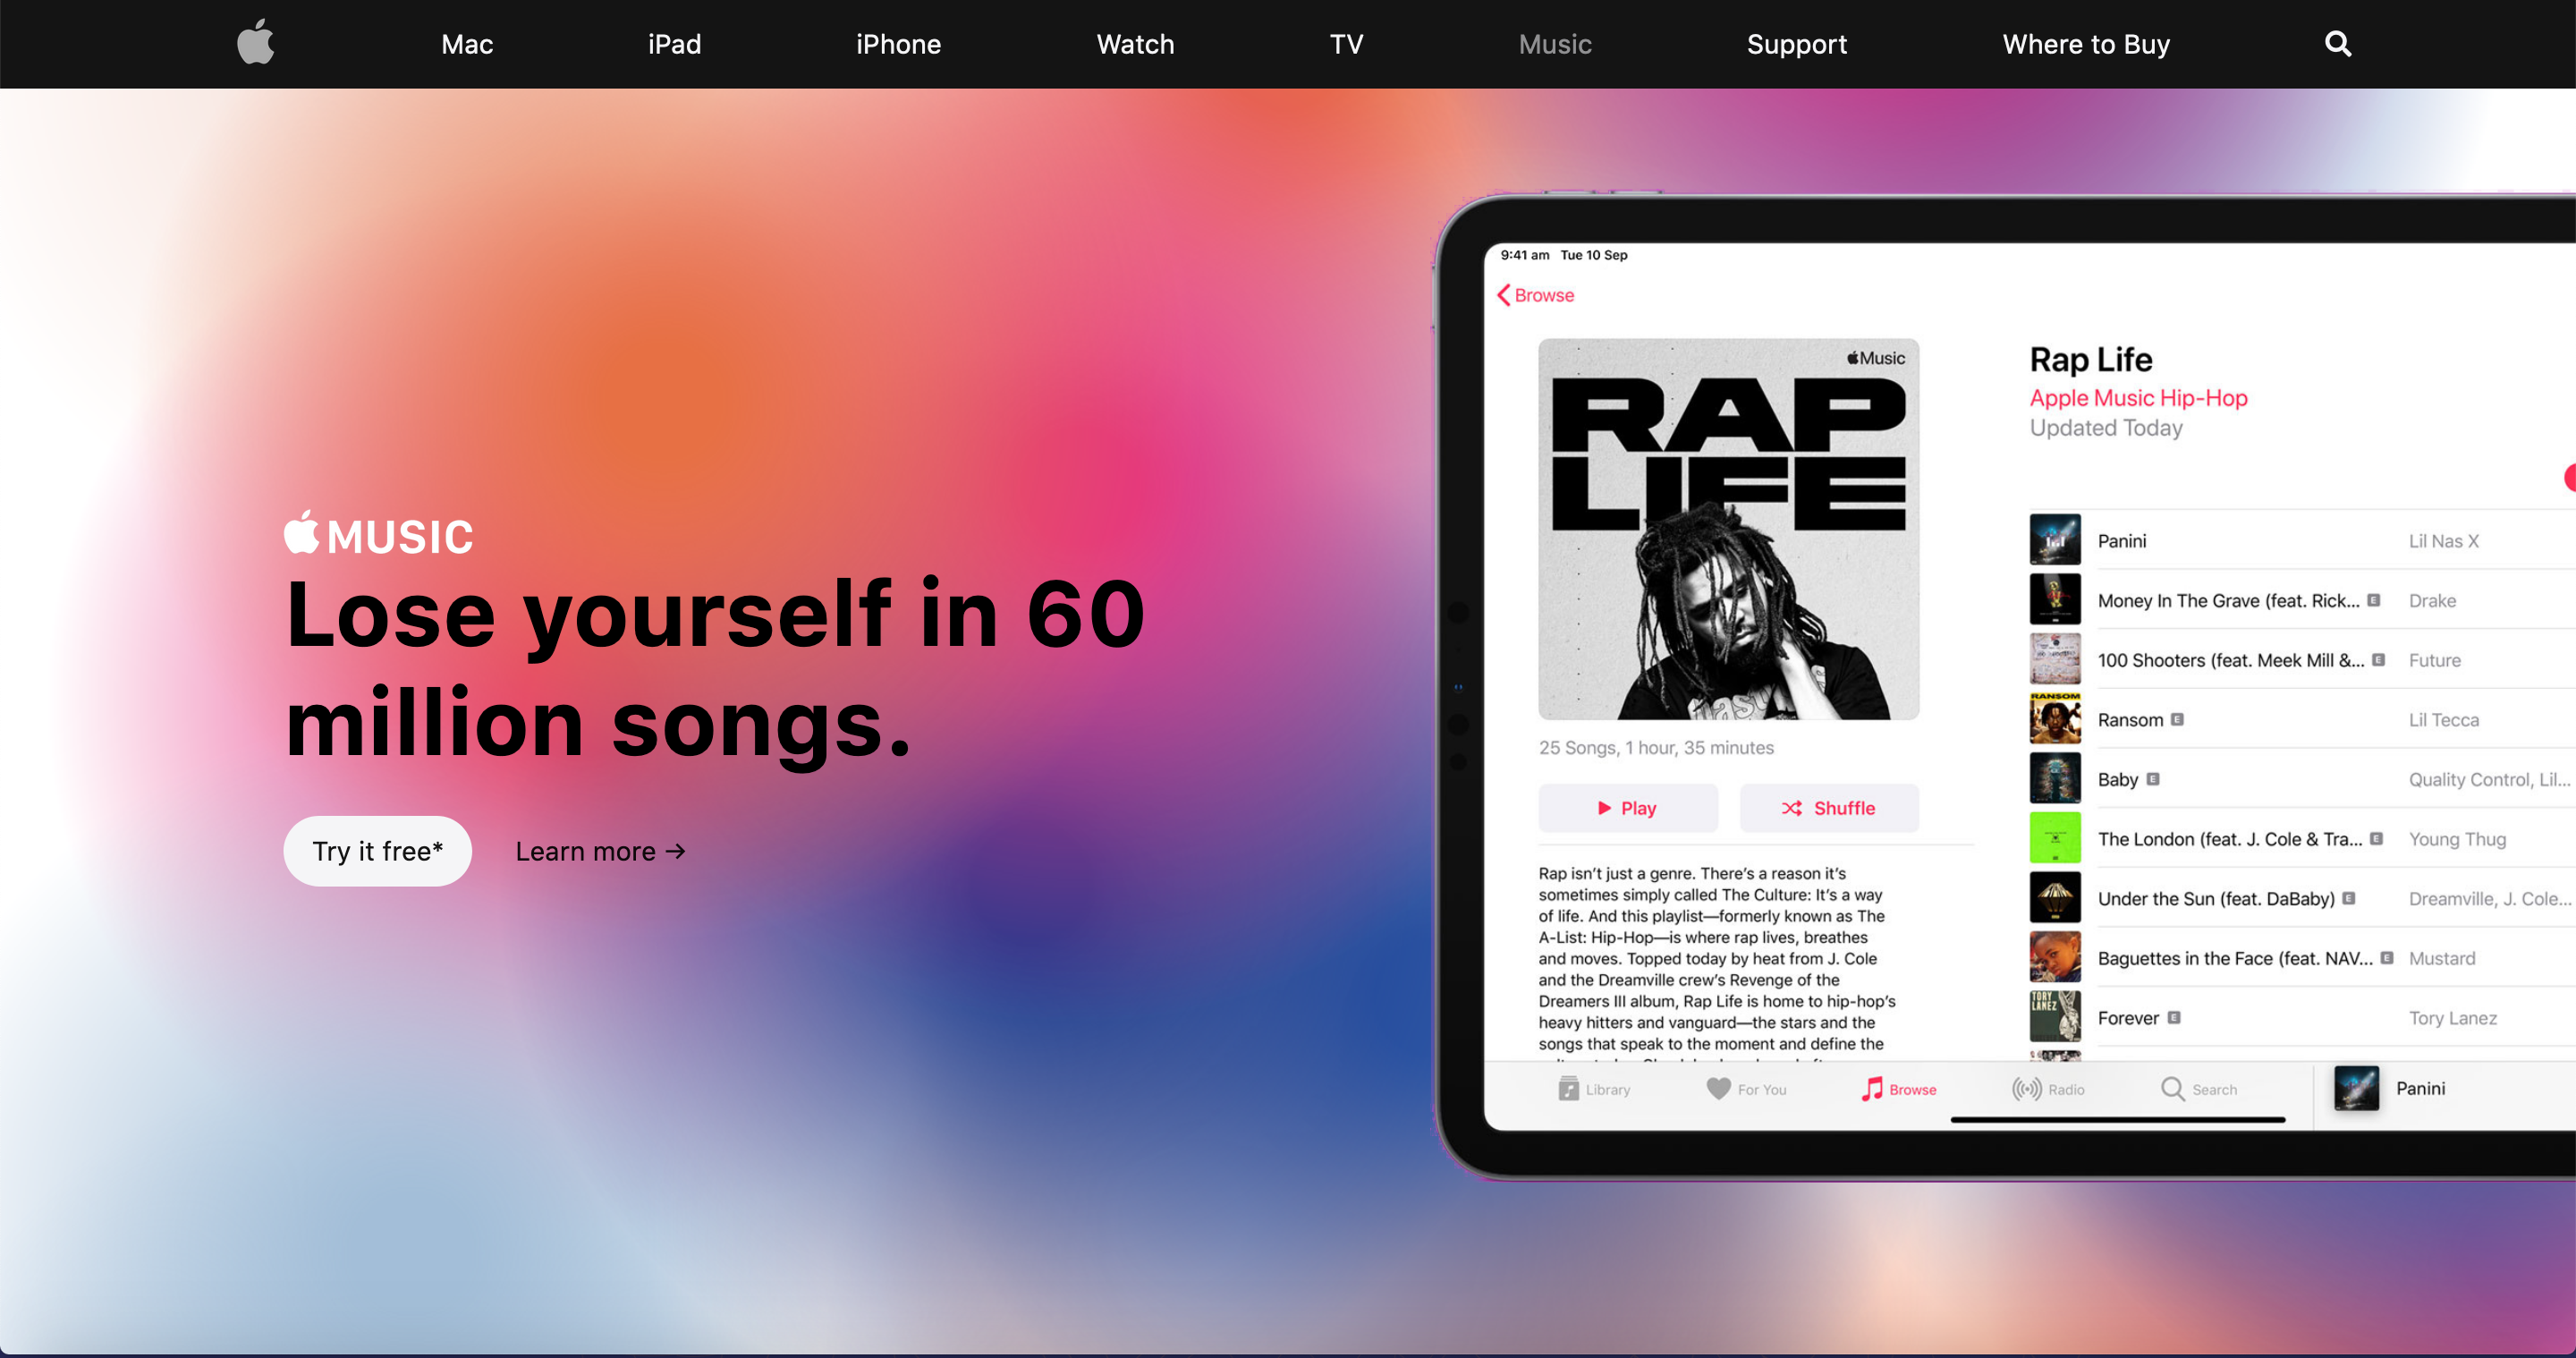 Mac
iPad
iPhone
Watch
TV
Music
Support
Where to Buy
MUSIC
Lose yourself in 60
million songs.
Try it free*
Learn more →
9:41 am Tue 10 Sep
Browse
Music
RAP
LIFE
25 Songs, 1 hour, 35 minutes
Play
Shuffle
Rap isn’t just a genre. There’s a reason it’s
sometimes simply called The Culture: It’s a way
of life. And this playlist—formerly known as The
A-List: Hip-Hop—is where rap lives, breathes
and moves. Topped today by heat from J. Cole
and the Dreamville crew’s Revenge of the
Dreamers III album, Rap Life is home to hip-hop’s
heavy hitters and vanguard—the stars and the
songs that speak to the moment and define the
Rap Life
Apple Music Hip-Hop
Updated Today
Panini Lil Nas X
Money In The Grave (feat. Rick... E Drake
100 Shooters (feat. Meek Mill &... E Future
RANSOM
Ransom E Lil Tecca
Baby E Quality Control, Lil...
The London (feat. J. Cole & Tra... E Young Thug
Under the Sun (feat. DaBaby) E Dreamville, J. Cole...
Baguettes in the Face (feat. NAV... E Mustard
TORY
LANEZ
Forever E Tory Lanez
Library
For You
Browse
Radio
Search
Panini